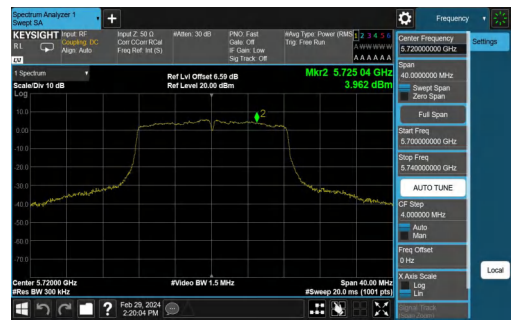 Spectrum Analyzer 1
Swept SA
Frequency
KEYSIGHT Input: RF
Coupling: DC
Align: Auto
RL
LV
Input Z: 50 Ω
Corr CCorr RCal
Freq Ref: Int (S)
#Atten: 30 dB
PNO: Fast
Gate: Off
IF Gain: Low
Sig Track: Off
#Avg Type: Power (RMS
Trig: Free Run
1 2 3 4 5 6
A W W W W W
A A A A A A
1 Spectrum
Scale/Div 10 dB
Ref Lvl Offset 6.59 dB
Ref Level 20.00 dBm
Mkr2 5.725 04 GHz
3.962 dBm
Log
10.0
0.00
-10.0
-20.0
-30.0
-40.0
-50.0
-60.0
-70.0
2
Center 5.72000 GHz
#Res BW 300 kHz
#Video BW 1.5 MHz
Span 40.00 MHz
#Sweep 20.0 ms (1001 pts)
Feb 29, 2024
2:20:04 PM
Center Frequency
5.720000000 GHz
Span
40.0000000 MHz
Swept Span
Zero Span
Full Span
Start Freq
5.700000000 GHz
Stop Freq
5.740000000 GHz
AUTO TUNE
CF Step
4.000000 MHz
Auto
Man
Freq Offset
0 Hz
X Axis Scale
Log
Lin
Signal Track
Settings
Local